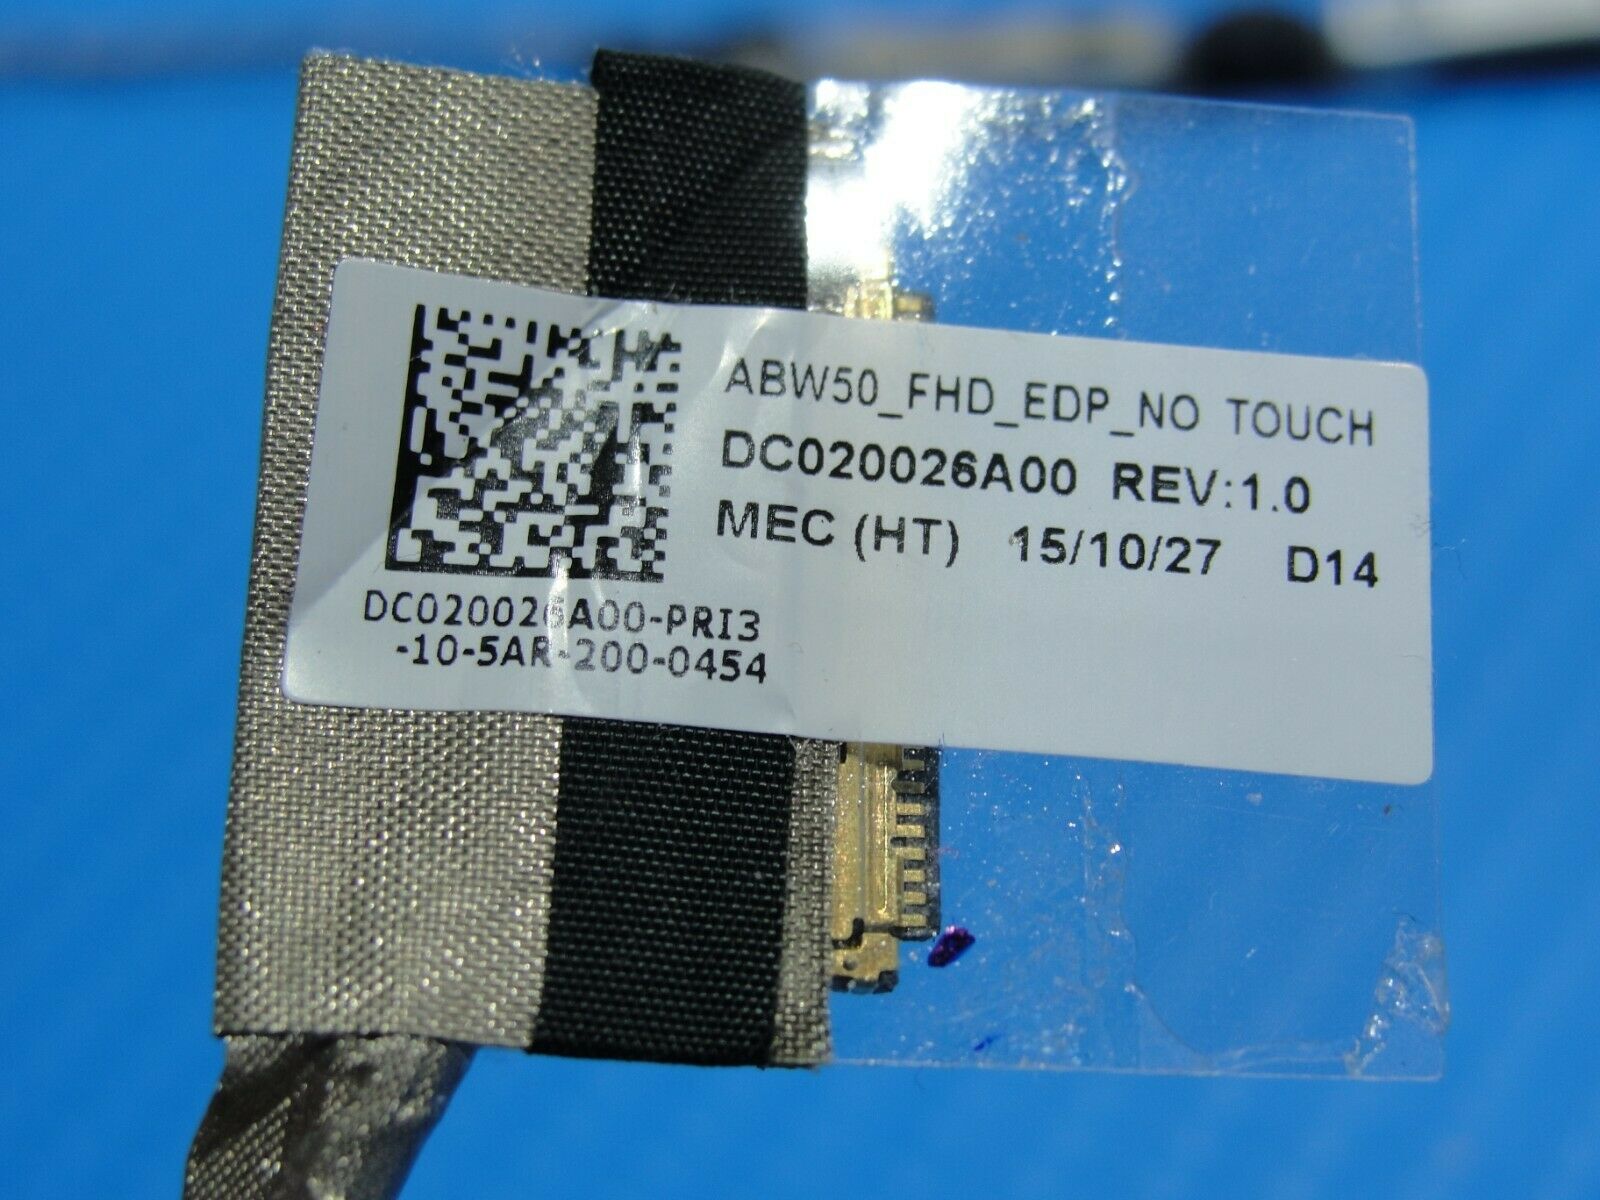 ABW50_FHD_EDP_NO TOUCH
DC020026A00 REV:1.0
MEC (HT) 15/10/27 D14
DC020026A00-PRI3
-10-5AR-200-0454